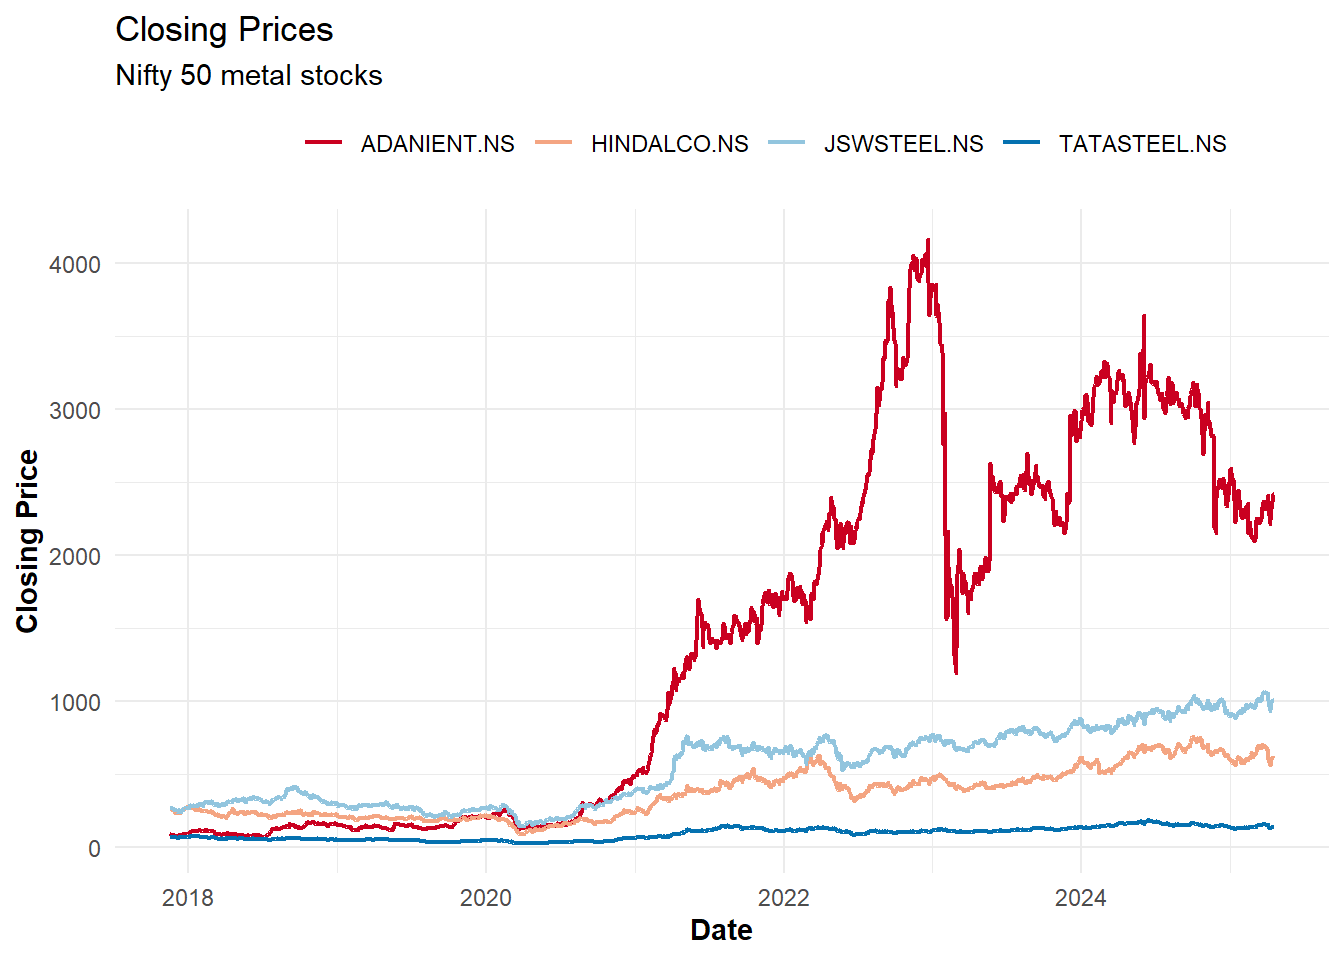 Closing Prices
Nifty 50 metal stocks
ADANIENT.NS HINDALCO.NS JSWSTEEL.NS TATASTEEL.NS
4000
3000
2000
1000
0
Closing Price
2018 2020 2022 2024
Date